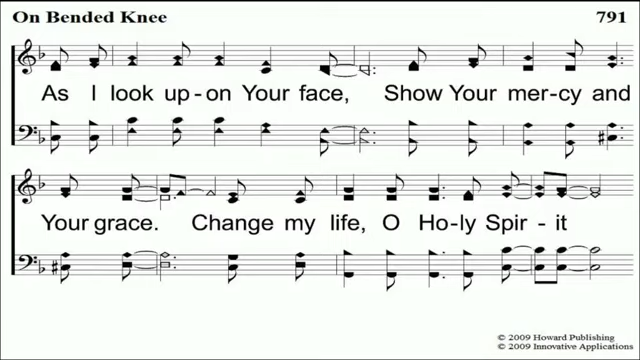 On Bended Knee 791
As I look up-on Your face, Show Your mer-cy and
Your grace. Change my life, O Ho-ly Spir - it
© 2009 Howard Publishing
© 2009 Innovative Applications